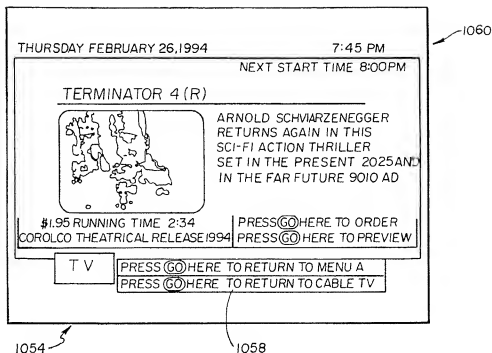 THURSDAY FEBRUARY 26,1994 7:45 PM
1060
NEXT START TIME 8:00PM
TERMINATOR 4 (R)
ARNOLD SCHVIARZENEGGER
RETURNS AGAIN IN THIS
SCI-FI ACTION THRILLER
SET IN THE PRESENT 2025 AND
IN THE FAR FUTURE 9010 AD
$1.95 RUNNING TIME 2:34
COROLCO THEATRICAL RELEASE 1994
PRESS GO HERE TO ORDER
PRESS GO HERE TO PREVIEW
TV
PRESS GO HERE TO RETURN TO MENU A
PRESS GO HERE TO RETURN TO CABLE TV
1054
1058